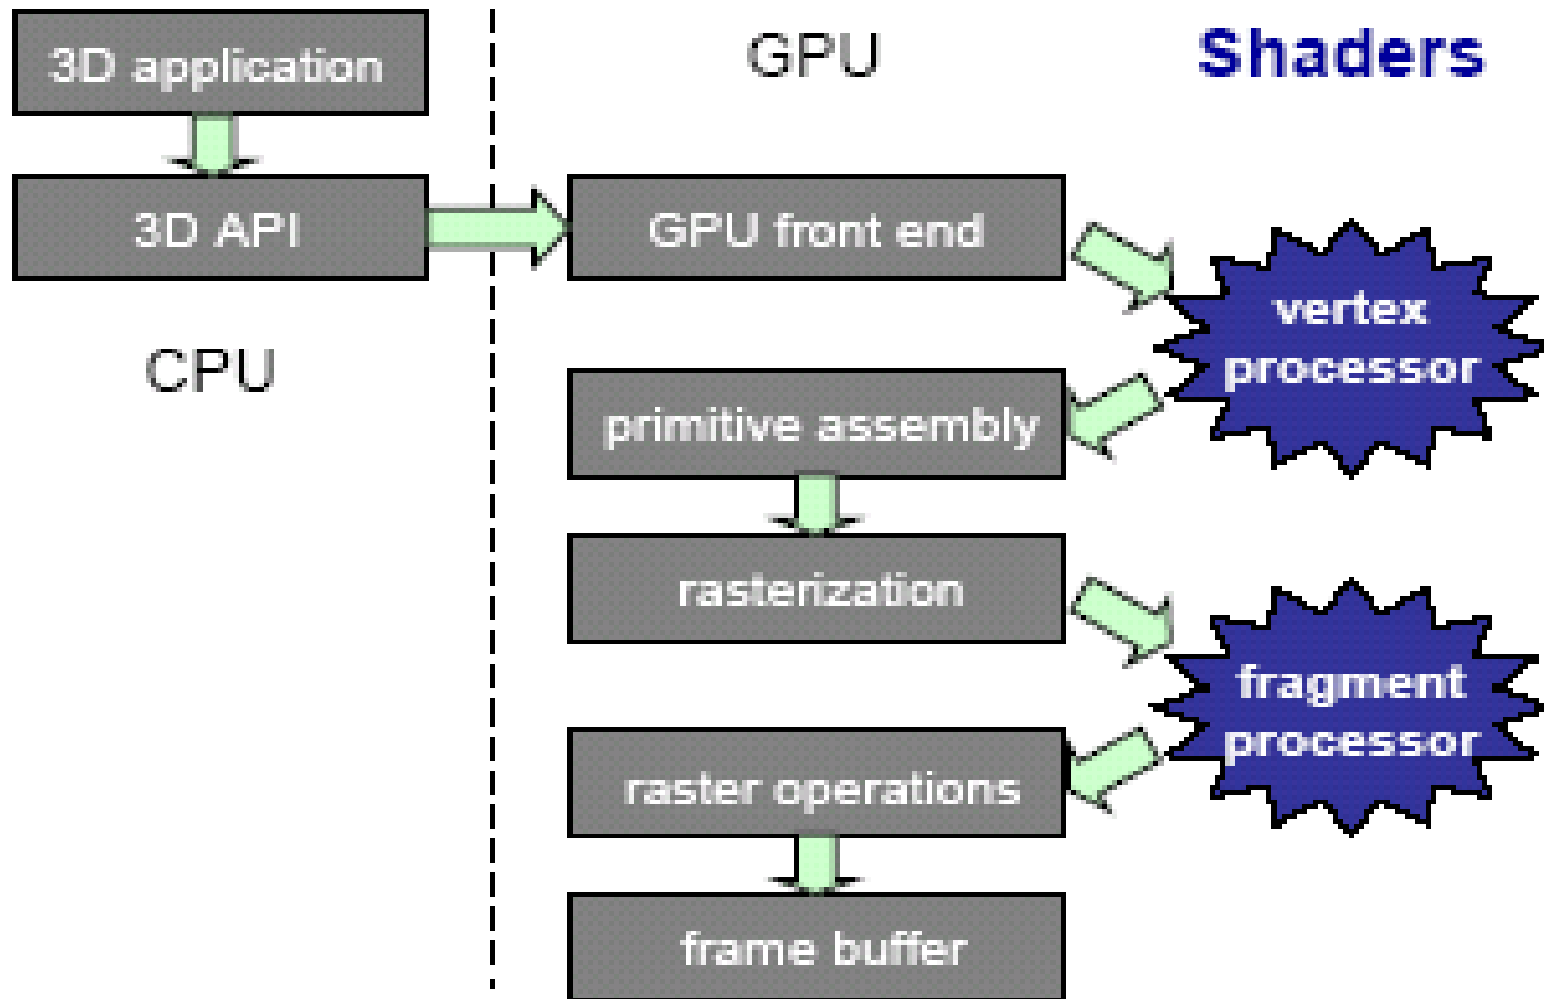 3D application
GPU
Shaders
3D API
GPU front end
CPU
vertex
processor
primitive assembly
rasterization
fragment
processor
raster operations
frame buffer